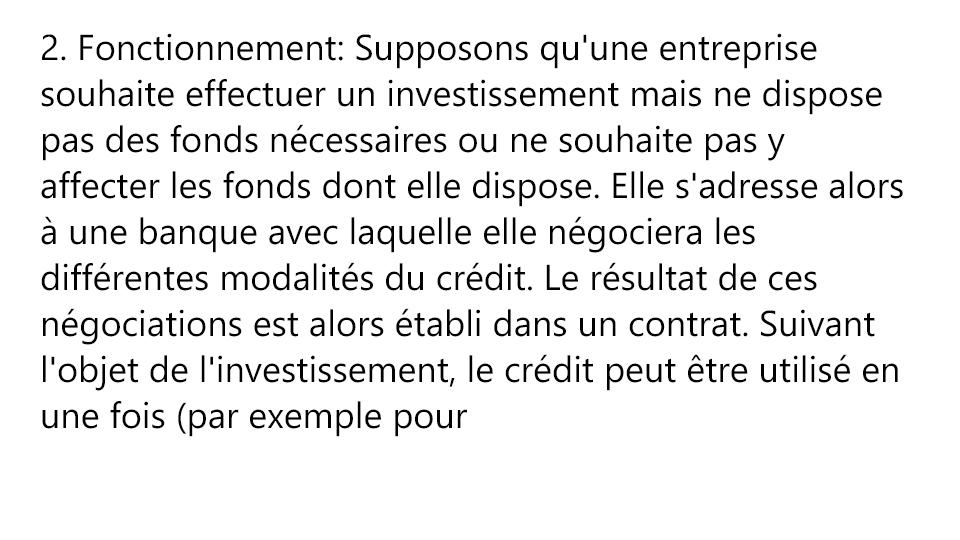 2. Fonctionnement: Supposons qu'une entreprise
souhaite effectuer un investissement mais ne dispose
pas des fonds nécessaires ou ne souhaite pas y
affecter les fonds dont elle dispose. Elle s'adresse alors
à une banque avec laquelle elle négociera les
différentes modalités du crédit. Le résultat de ces
négociations est alors établi dans un contrat. Suivant
l'objet de l'investissement, le crédit peut être utilisé en
une fois (par exemple pour